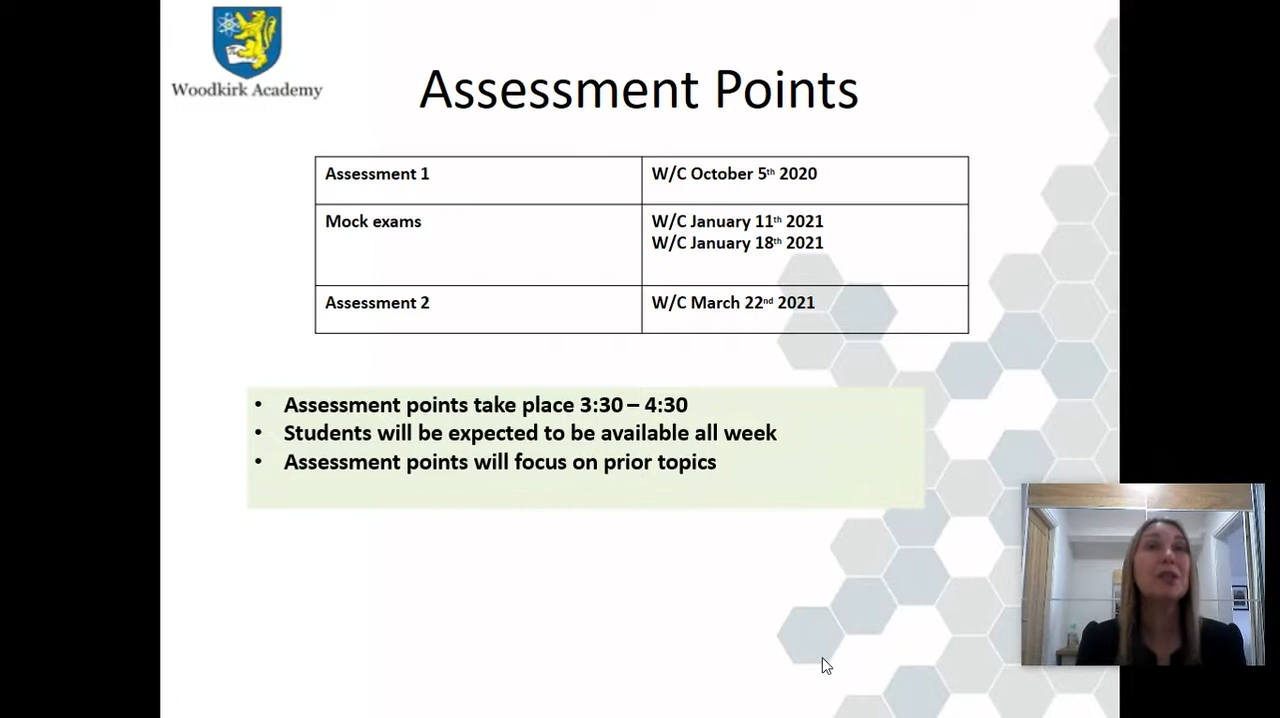 Woodkirk Academy
Assessment Points
Assessment 1
W/C October 5th 2020
Mock exams
W/C January 11th 2021
W/C January 18th 2021
Assessment 2
W/C March 22nd 2021
• Assessment points take place 3:30 – 4:30
• Students will be expected to be available all week
• Assessment points will focus on prior topics